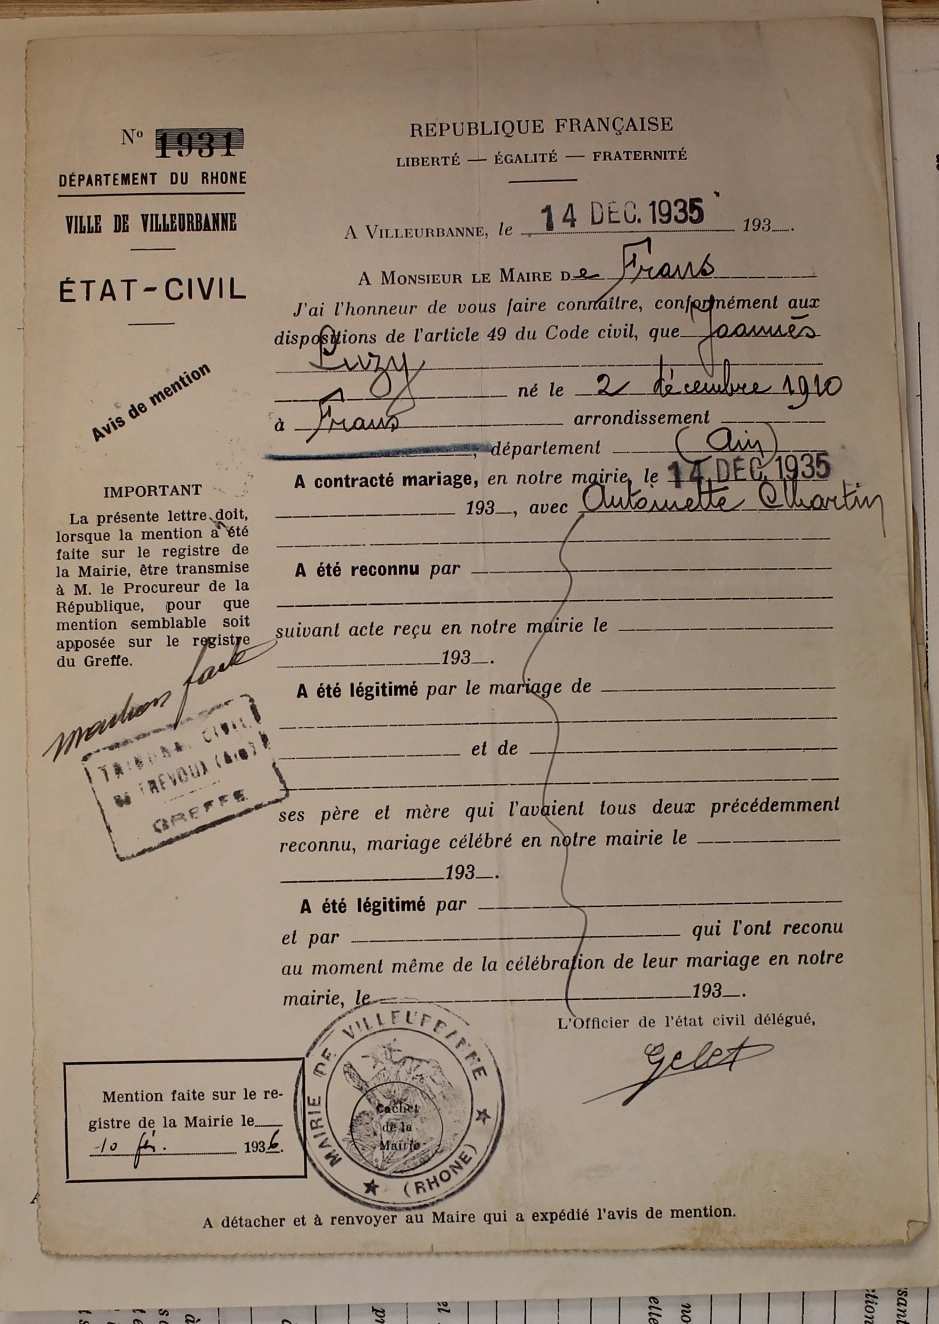 Nº 1931
DÉPARTEMENT DU RHONE
VILLE DE VILLEURBANNE
ÉTAT-CIVIL
Avis de mention
IMPORTANT
La présente lettre doit,
lorsque la mention a été
faite sur le registre de
la Mairie, être transmise
à M. le Procureur de la
République, pour que
mention semblable soit
apposée sur le registre
du Greffe.
mention faite
TRIBUNAL CIVIL
DE TRÉVOUX (Ain)
GREFFE
REPUBLIQUE FRANÇAISE
LIBERTÉ — ÉGALITÉ — FRATERNITÉ
A VILLEURBANNE, le 14 DEC. 1935 193 .
A MONSIEUR LE MAIRE De Frans
J'ai l'honneur de vous faire connaître, conformément aux
dispositions de l'article 49 du Code civil, que Joannès
Luzy
né le 2 décembre 1910
à Frans arrondissement
, département (Ain)
A contracté mariage, en notre mairie, le 14 DEC. 1935
193 , avec Antoinette Martin
A été reconnu par
suivant acte reçu en notre mairie le
193 .
A été légitimé par le mariage de
et de
ses père et mère qui l'avaient tous deux précédemment
reconnu, mariage célébré en notre mairie le
193 .
A été légitimé par
et par qui l'ont reconnu
au moment même de la célébration de leur mariage en notre
mairie, le 193 .
L'Officier de l'état civil délégué,
Gelet
MAIRIE DE VILLEURBANNE
(RHONE)
Cachet
de la
Mairie
Mention faite sur le re-
gistre de la Mairie le
10 fév. 1936.
A détacher et à renvoyer au Maire qui a expédié l'avis de mention.